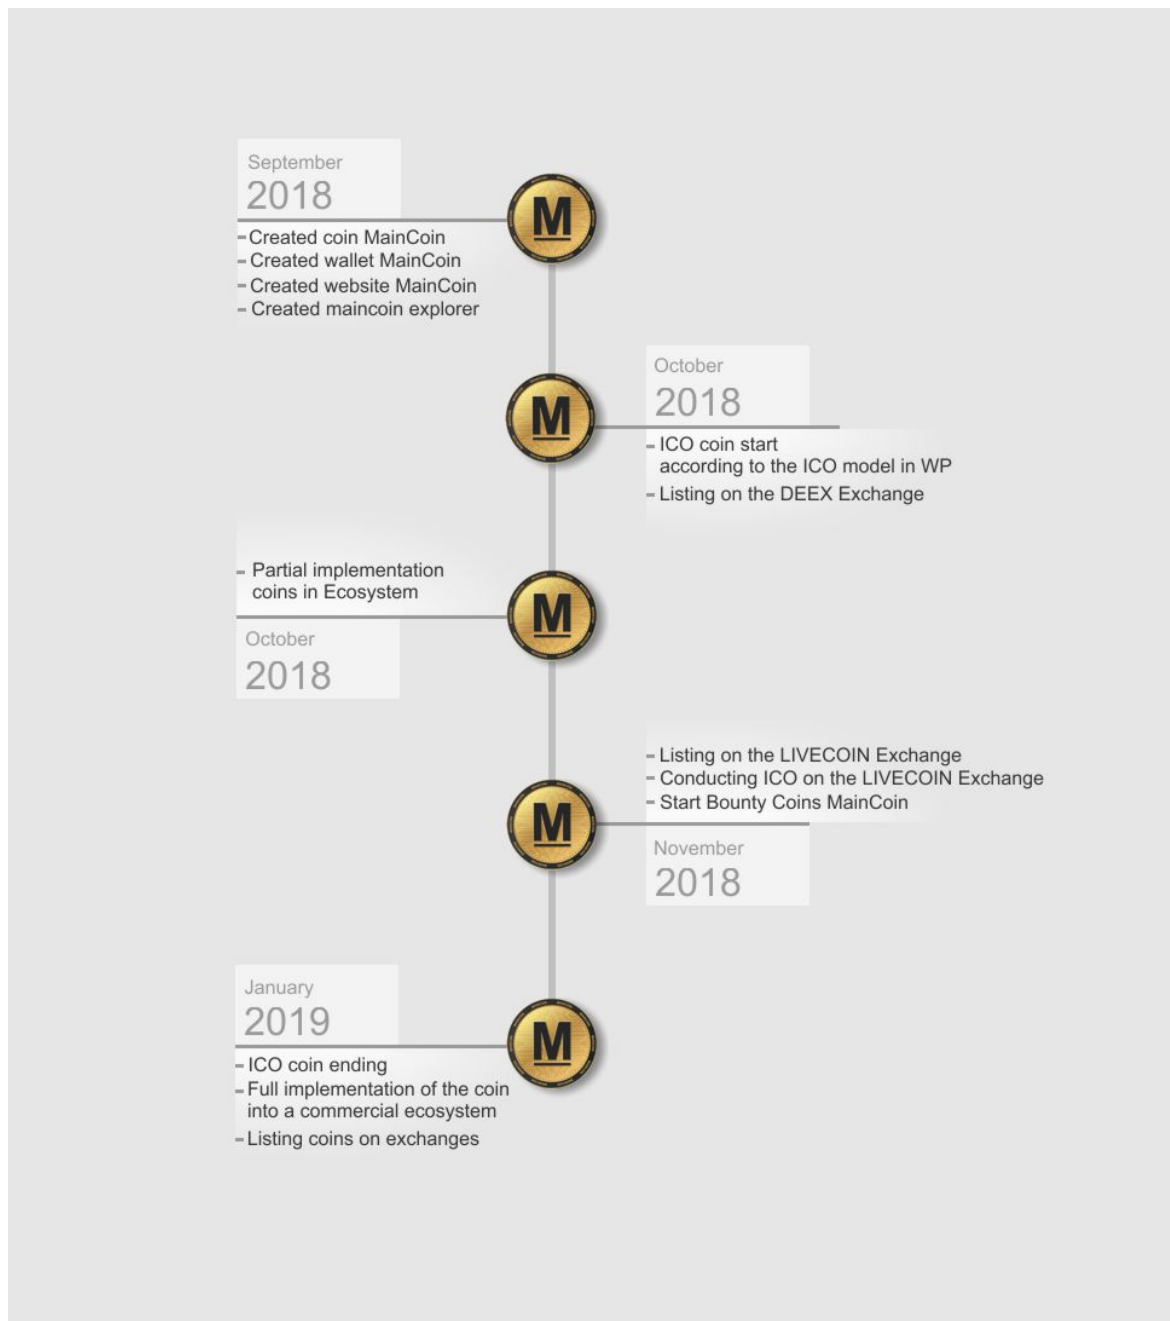 September
2018
- Created coin MainCoin
- Created wallet MainCoin
- Created website MainCoin
- Created maincoin explorer
M
October
2018
M
- ICO coin start
according to the ICO model in WP
- Listing on the DEEX Exchange
- Partial implementation
coins in Ecosystem
M
October
2018
- Listing on the LIVECOIN Exchange
- Conducting ICO on the LIVECOIN Exchange
- Start Bounty Coins MainCoin
M
November
2018
January
2019
M
- ICO coin ending
- Full implementation of the coin
into a commercial ecosystem
- Listing coins on exchanges